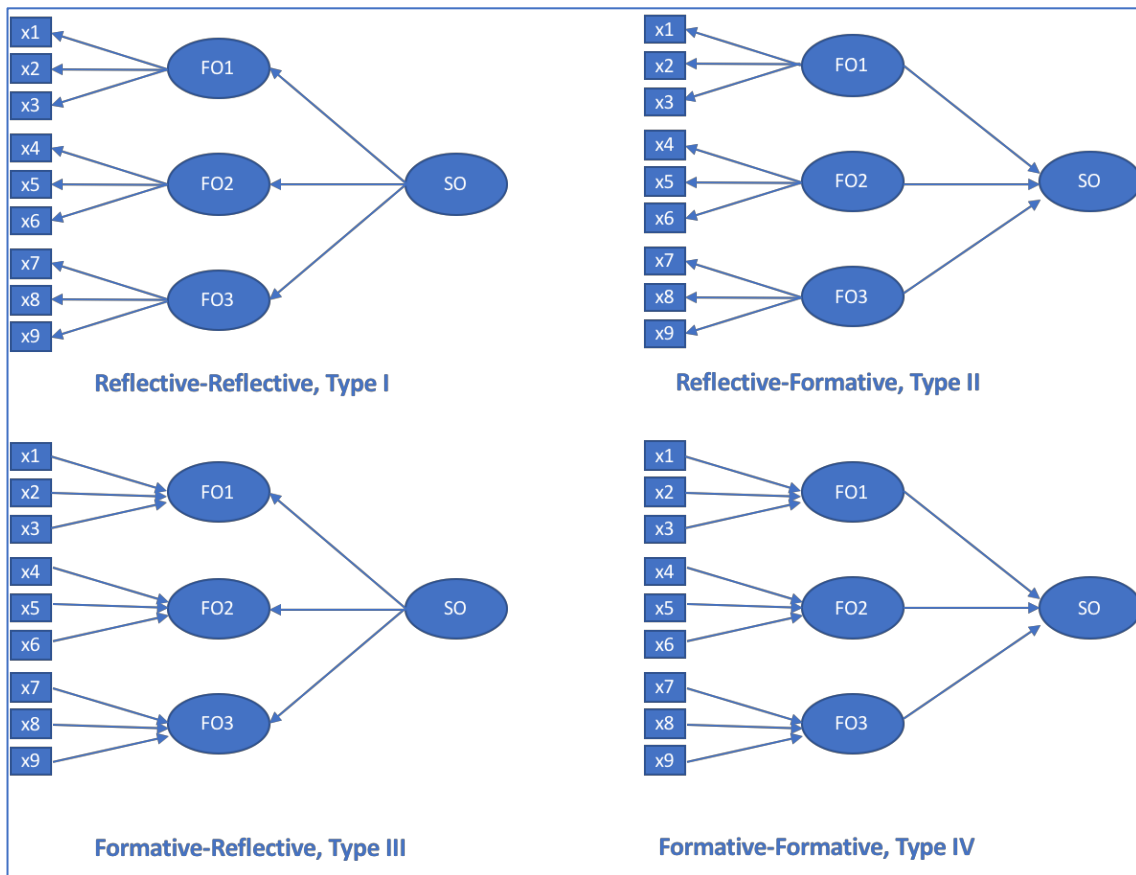 x1
x2
x3
FO1
x4
x5
x6
FO2
SO
x7
x8
x9
FO3
Reflective-Reflective, Type I
x1
x2
x3
FO1
x4
x5
x6
FO2
SO
x7
x8
x9
FO3
Reflective-Formative, Type II
x1
x2
x3
FO1
x4
x5
x6
FO2
SO
x7
x8
x9
FO3
Formative-Reflective, Type III
x1
x2
x3
FO1
x4
x5
x6
FO2
SO
x7
x8
x9
FO3
Formative-Formative, Type IV